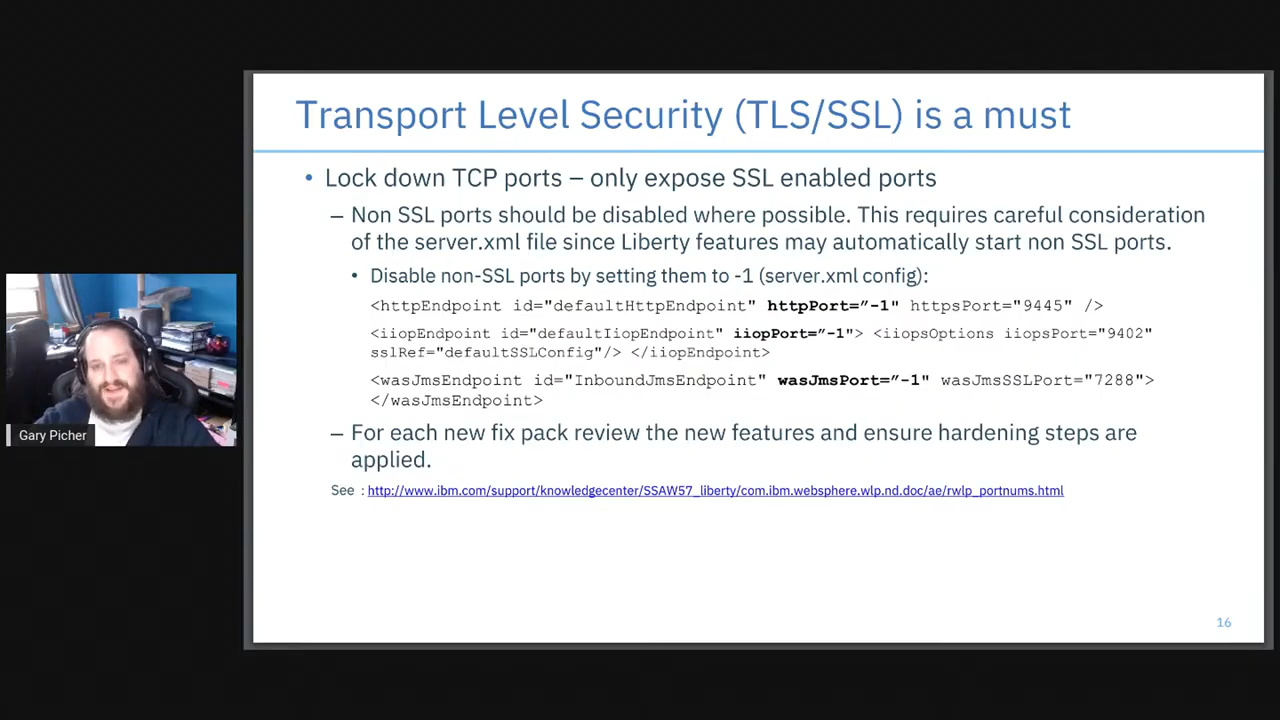 Transport Level Security (TLS/SSL) is a must
• Lock down TCP ports – only expose SSL enabled ports
– Non SSL ports should be disabled where possible. This requires careful consideration
of the server.xml file since Liberty features may automatically start non SSL ports.
• Disable non-SSL ports by setting them to -1 (server.xml config):
<httpEndpoint id="defaultHttpEndpoint" httpPort=”-1" httpsPort="9445" />
<iiopEndpoint id="defaultIiopEndpoint" iiopPort=”-1"> <iiopsOptions iiopsPort="9402"
sslRef="defaultSSLConfig"/> </iiopEndpoint>
<wasJmsEndpoint id="InboundJmsEndpoint" wasJmsPort=”-1" wasJmsSSLPort="7288">
</wasJmsEndpoint>
– For each new fix pack review the new features and ensure hardening steps are
applied.
See : http://www.ibm.com/support/knowledgecenter/SSAW57_liberty/com.ibm.websphere.wlp.nd.doc/ae/rwlp_portnums.html
16
Gary Picher